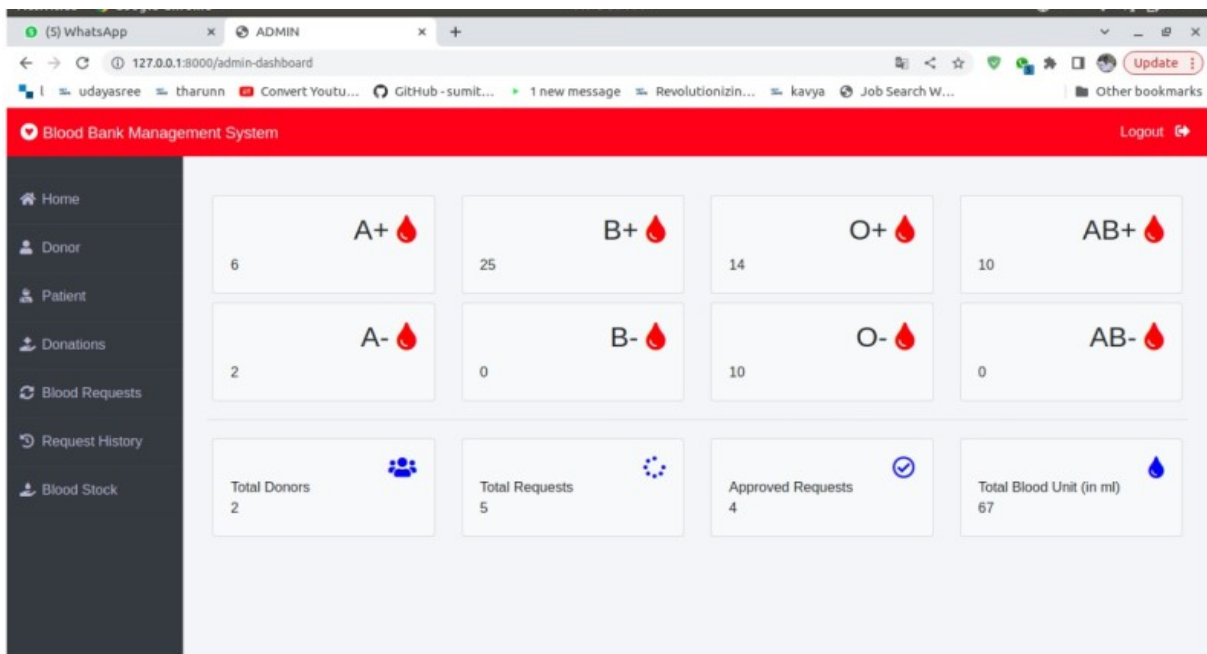 (5) WhatsApp
ADMIN
127.0.0.1:8000/admin-dashboard
Update
l udayasree tharunn Convert Youtu... GitHub - sumit... 1 new message Revolutionizin... kavya Job Search W... Other bookmarks
Blood Bank Management System
Logout
Home
Donor
Patient
Donations
Blood Requests
Request History
Blood Stock
A+
6
B+
25
O+
14
AB+
10
A-
2
B-
0
O-
10
AB-
0
Total Donors
2
Total Requests
5
Approved Requests
4
Total Blood Unit (in ml)
67